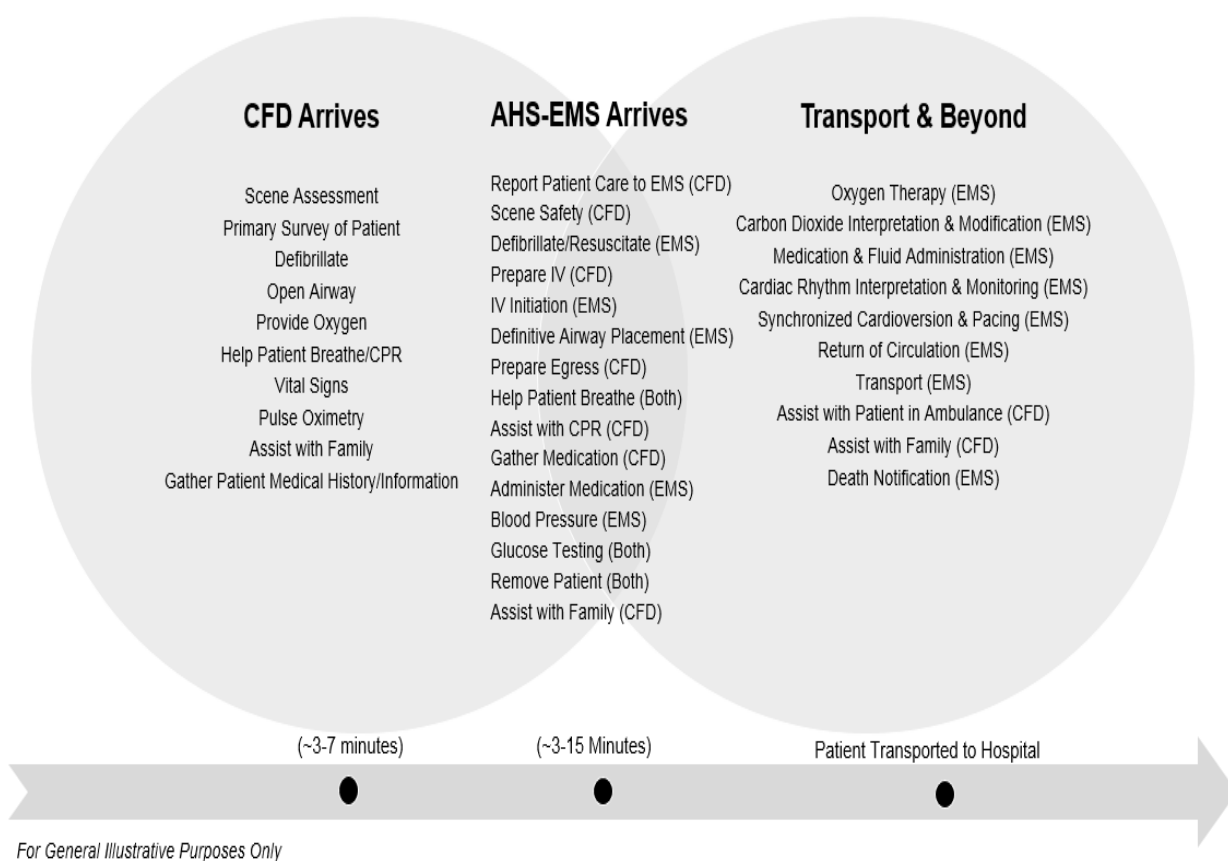 CFD Arrives
Scene Assessment
Primary Survey of Patient
Defibrillate
Open Airway
Provide Oxygen
Help Patient Breathe/CPR
Vital Signs
Pulse Oximetry
Assist with Family
Gather Patient Medical History/Information
AHS-EMS Arrives
Report Patient Care to EMS (CFD)
Scene Safety (CFD)
Defibrillate/Resuscitate (EMS)
Prepare IV (CFD)
IV Initiation (EMS)
Definitive Airway Placement (EMS)
Prepare Egress (CFD)
Help Patient Breathe (Both)
Assist with CPR (CFD)
Gather Medication (CFD)
Administer Medication (EMS)
Blood Pressure (EMS)
Glucose Testing (Both)
Remove Patient (Both)
Assist with Family (CFD)
Transport & Beyond
Oxygen Therapy (EMS)
Carbon Dioxide Interpretation & Modification (EMS)
Medication & Fluid Administration (EMS)
Cardiac Rhythm Interpretation & Monitoring (EMS)
Synchronized Cardioversion & Pacing (EMS)
Return of Circulation (EMS)
Transport (EMS)
Assist with Patient in Ambulance (CFD)
Assist with Family (CFD)
Death Notification (EMS)
(~3-7 minutes)
(~3-15 Minutes)
Patient Transported to Hospital
For General Illustrative Purposes Only